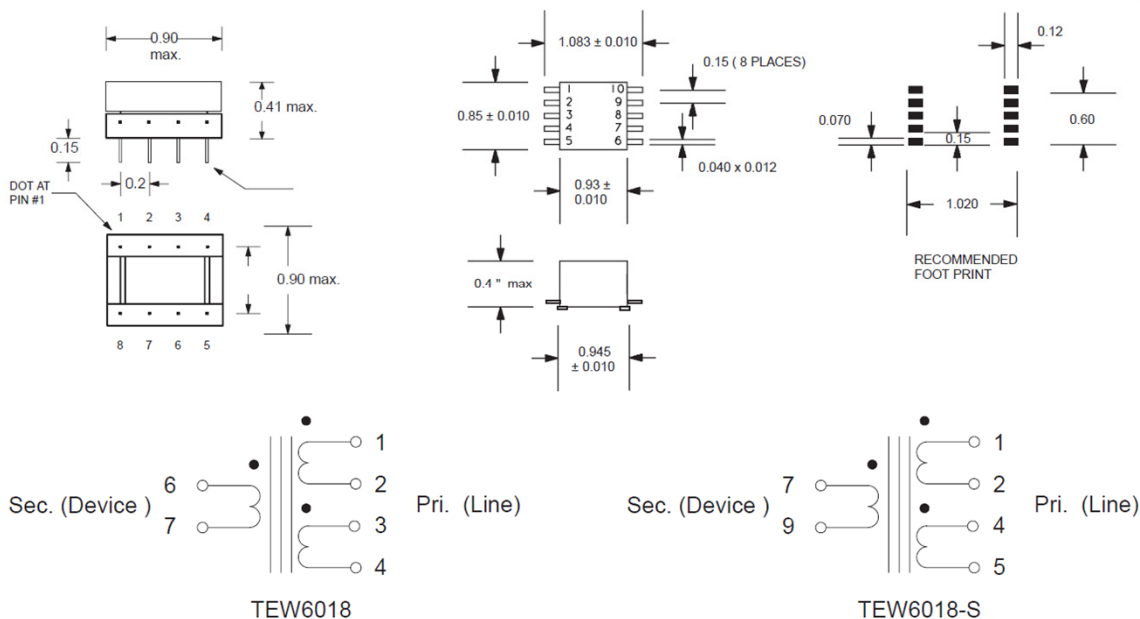 0.90
max.
0.41 max.
0.15
0.2
DOT AT
PIN #1
1 2 3 4
0.90 max.
8 7 6 5
1.083 ± 0.010
0.15 ( 8 PLACES)
0.85 ± 0.010
1 10
2 9
3 8
4 7
5 6
0.040 x 0.012
0.93 ±
0.010
0.4 " max
0.945
± 0.010
0.12
0.070
0.15
0.60
1.020
RECOMMENDED
FOOT PRINT
Sec. (Device )
6
7
1
2
3
4
Pri. (Line)
TEW6018
Sec. (Device )
7
9
1
2
4
5
Pri. (Line)
TEW6018-S